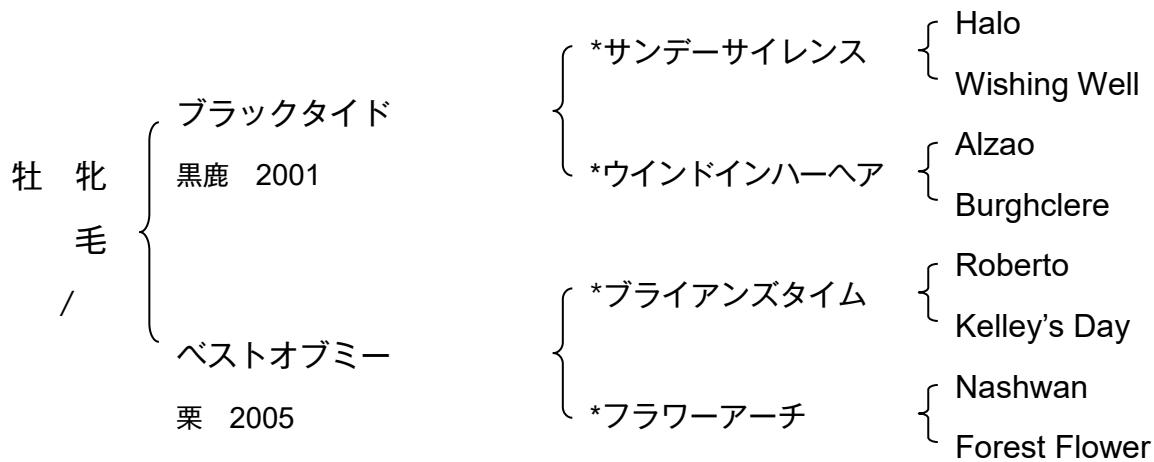 牡　牝
毛
/
ブラックタイド
黒鹿　2001
ベストオブミー
栗　2005
*サンデーサイレンス
*ウインドインハーヘア
*ブライアンズタイム
*フラワーアーチ
Halo
Wishing Well
Alzao
Burghclere
Roberto
Kelley’s Day
Nashwan
Forest Flower